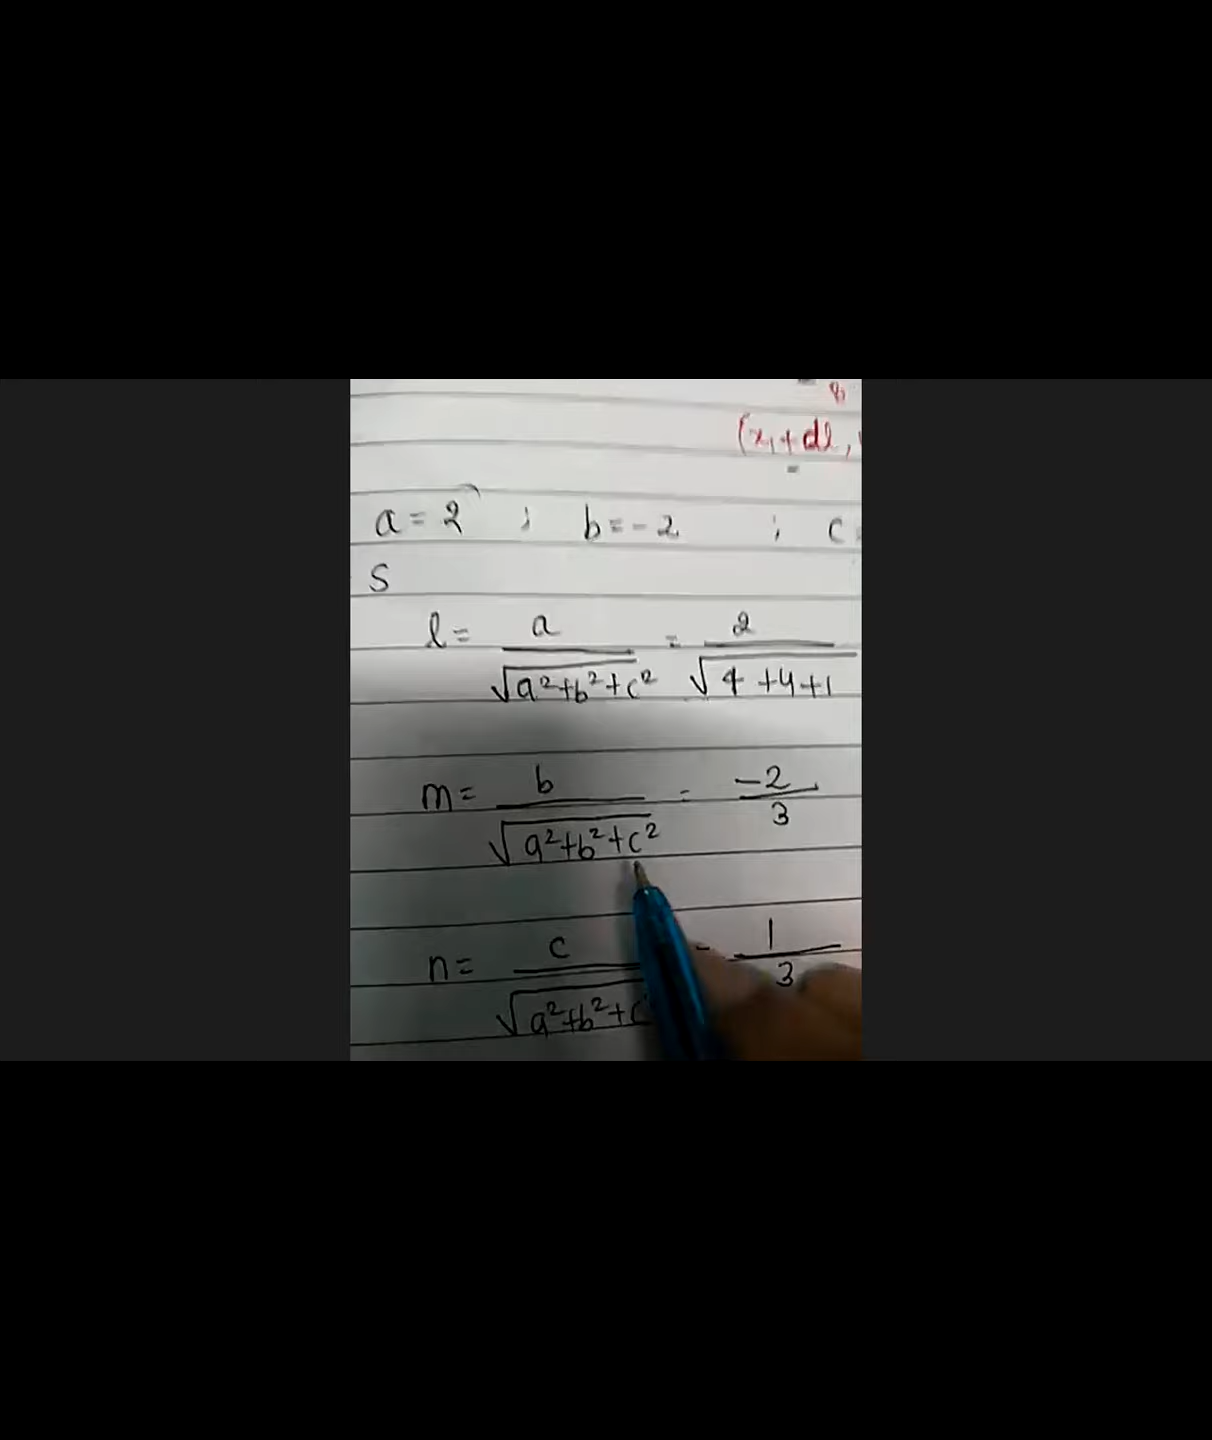 (x₁ + dl,
a = 2 ; b = -2 ; c =
S
l = a/√(a²+b²+c²) = 2/√(4+4+1)
m = b/√(a²+b²+c²) = -2/3
n = c/√(a²+b²+c² = 1/3